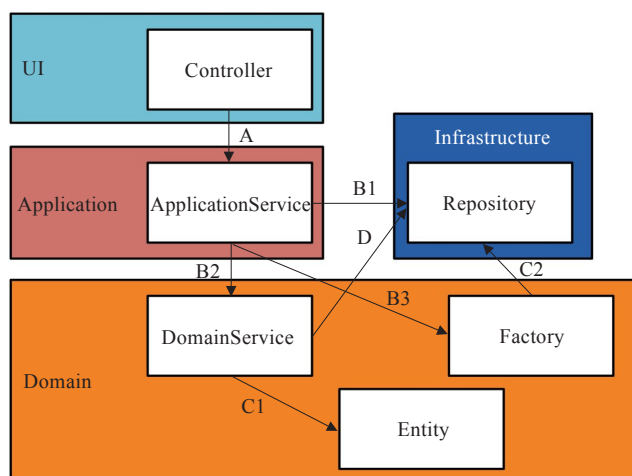 Controller
UI
A
Infrastructure
Application
ApplicationService
B1
Repository
D
B2
C2
B3
DomainService
Factory
Domain
C1
Entity